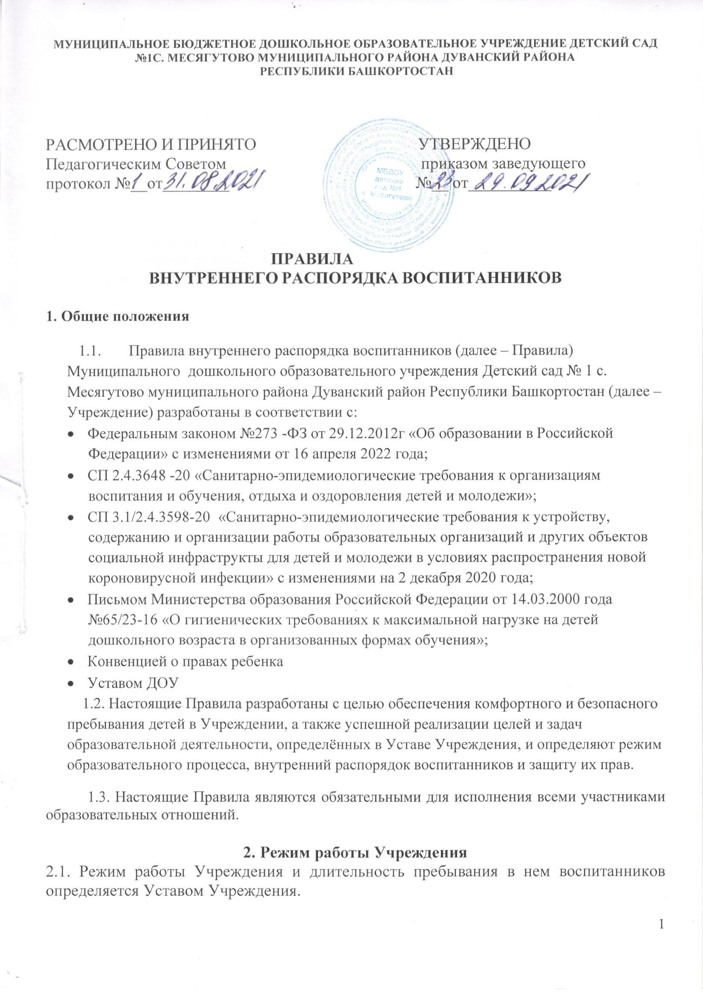 МУНИЦИПАЛЬНОЕ БЮДЖЕТНОЕ ДОШКОЛЬНОЕ ОБРАЗОВАТЕЛЬНОЕ УЧРЕЖДЕНИЕ ДЕТСКИЙ САД
№1С. МЕСЯГУТОВО МУНИЦИПАЛЬНОГО РАЙОНА ДУВАНСКИЙ РАЙОНА
РЕСПУБЛИКИ БАШКОРТОСТАН
РАСМОТРЕНО И ПРИНЯТО
Педагогическим Советом
протокол №1 от 31.08.2021
УТВЕРЖДЕНО
приказом заведующего
№23 от 29.09.2021
МБДОУ
детский
сад №1
с. Месягутово
ПРАВИЛА
ВНУТРЕННЕГО РАСПОРЯДКА ВОСПИТАННИКОВ
1. Общие положения
1.1. Правила внутреннего распорядка воспитанников (далее – Правила)
Муниципального дошкольного образовательного учреждения Детский сад № 1 с.
Месягутово муниципального района Дуванский район Республики Башкортостан (далее –
Учреждение) разработаны в соответствии с:
• Федеральным законом №273 -ФЗ от 29.12.2012г «Об образовании в Российской
Федерации» с изменениями от 16 апреля 2022 года;
• СП 2.4.3648 -20 «Санитарно-эпидемиологические требования к организациям
воспитания и обучения, отдыха и оздоровления детей и молодежи»;
• СП 3.1/2.4.3598-20 «Санитарно-эпидемиологические требования к устройству,
содержанию и организации работы образовательных организаций и других объектов
социальной инфраструкты для детей и молодежи в условиях распространения новой
короновирусной инфекции» с изменениями на 2 декабря 2020 года;
• Письмом Министерства образования Российской Федерации от 14.03.2000 года
№65/23-16 «О гигиенических требованиях к максимальной нагрузке на детей
дошкольного возраста в организованных формах обучения»;
• Конвенцией о правах ребенка
• Уставом ДОУ
1.2. Настоящие Правила разработаны с целью обеспечения комфортного и безопасного
пребывания детей в Учреждении, а также успешной реализации целей и задач
образовательной деятельности, определённых в Уставе Учреждения, и определяют режим
образовательного процесса, внутренний распорядок воспитанников и защиту их прав.
1.3. Настоящие Правила являются обязательными для исполнения всеми участниками
образовательных отношений.
2. Режим работы Учреждения
2.1. Режим работы Учреждения и длительность пребывания в нем воспитанников
определяется Уставом Учреждения.
1